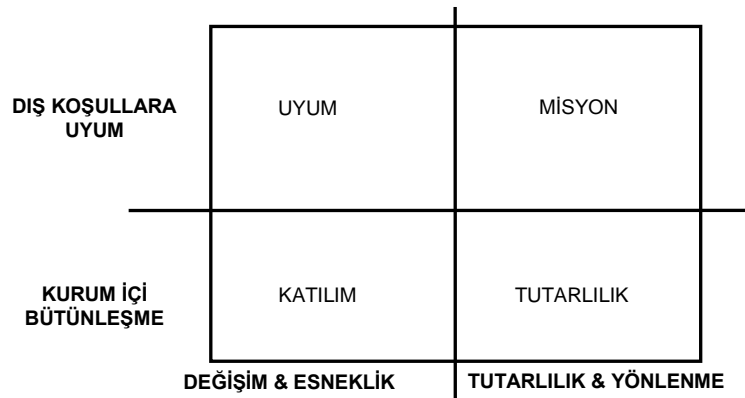 DIŞ KOŞULLARA
UYUM
UYUM
MİSYON
KURUM İÇİ
BÜTÜNLEŞME
KATILIM
TUTARLILIK
DEĞİŞİM & ESNEKLİK
TUTARLILIK & YÖNLENME